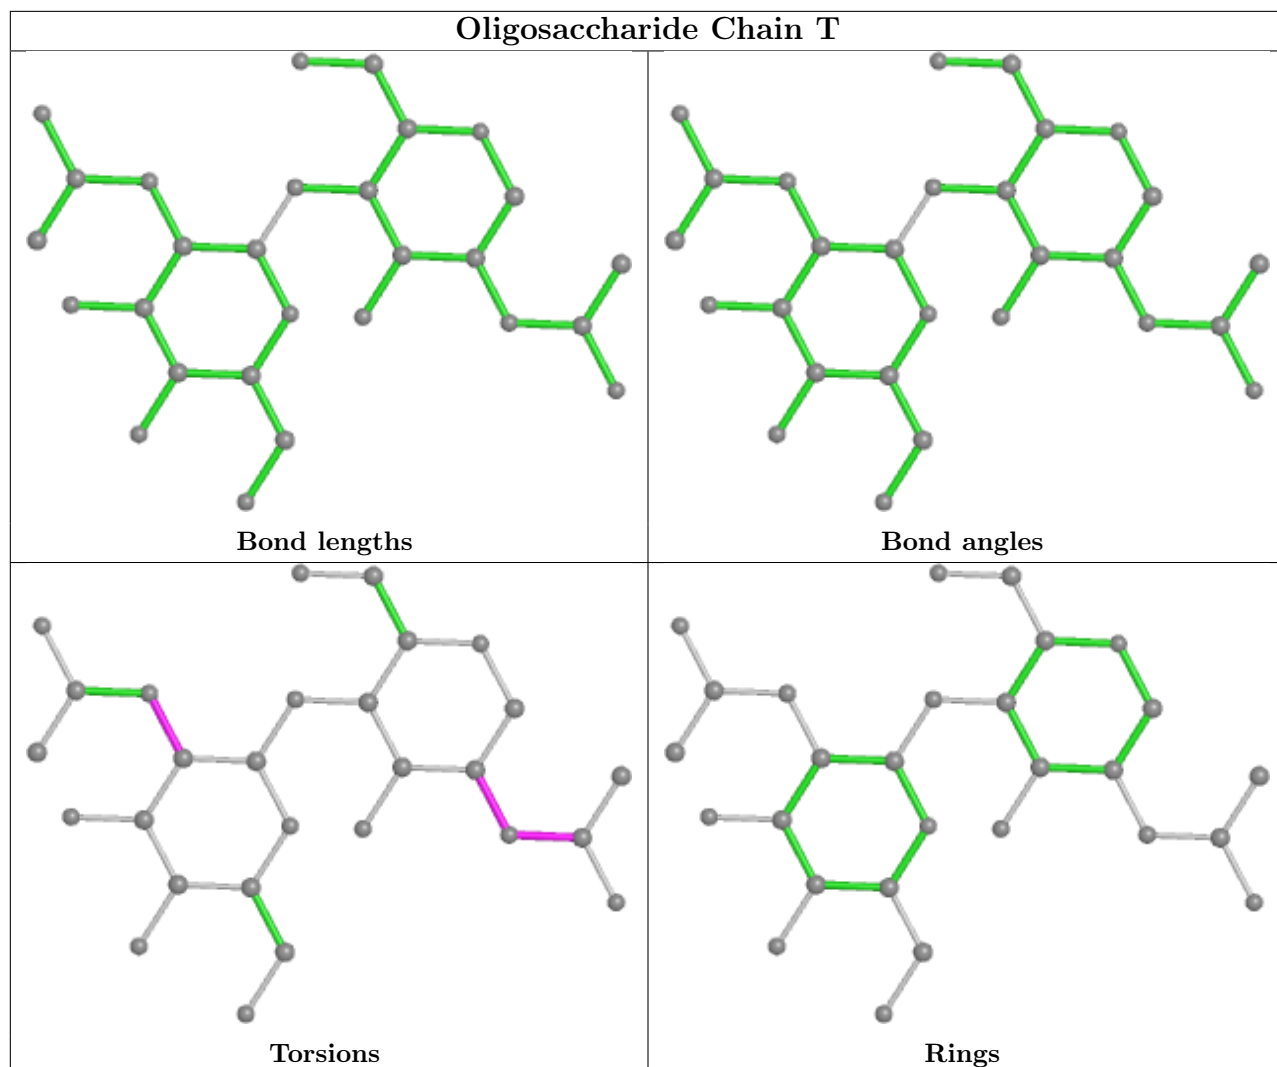 Oligosaccharide Chain T
Bond lengths
Bond angles
Torsions
Rings